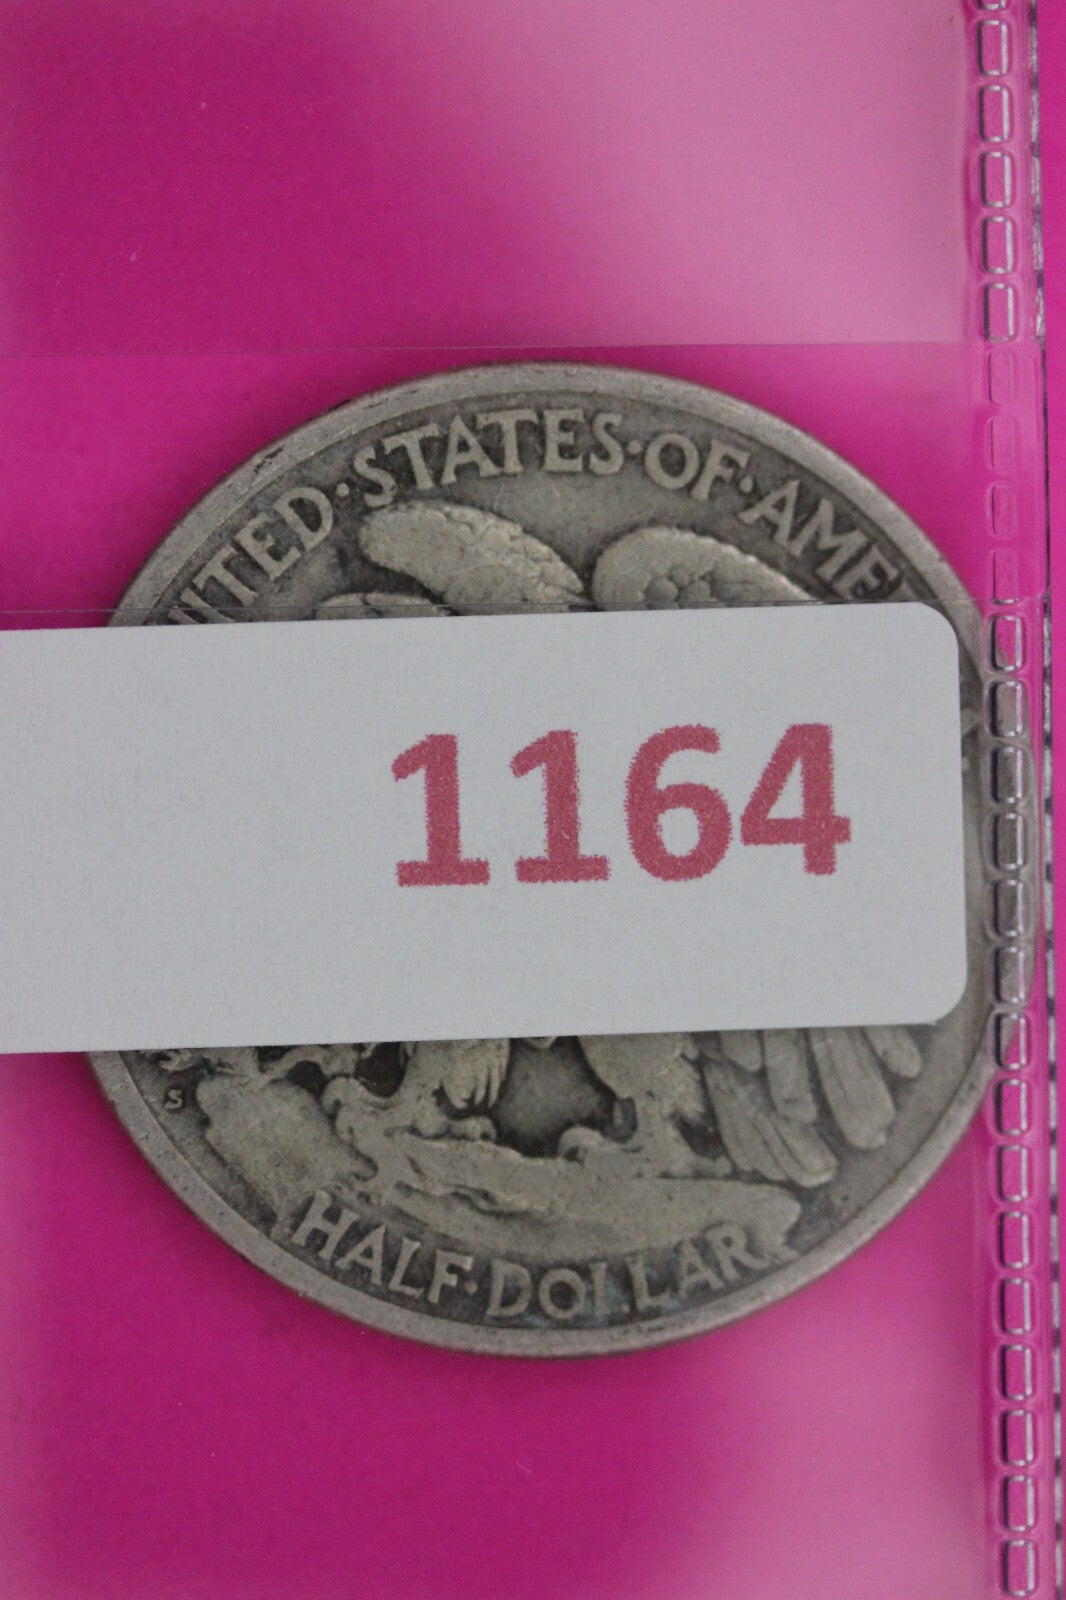 UNITED·STATES·OF·AME
1164
S
HALF·DOLLAR